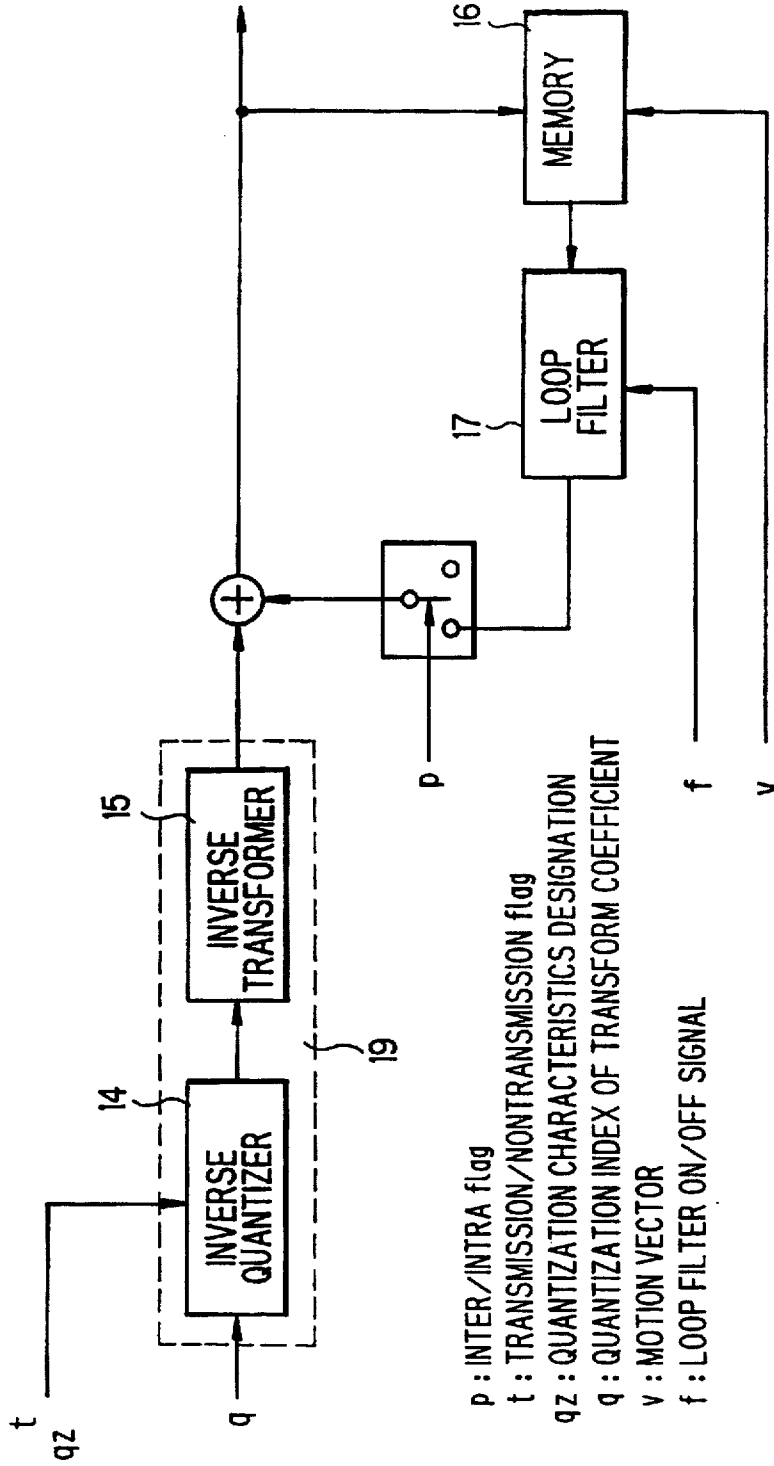 t
qz
q
14
INVERSE
QUANTIZER
15
INVERSE
TRANSFORMER
19
+
p
17
LOOP
FILTER
16
MEMORY
f
v
p : INTER/INTRA flag
t : TRANSMISSION/NONTRANSMISSION flag
qz : QUANTIZATION CHARACTERISTICS DESIGNATION
q : QUANTIZATION INDEX OF TRANSFORM COEFFICIENT
v : MOTION VECTOR
f : LOOP FILTER ON/OFF SIGNAL